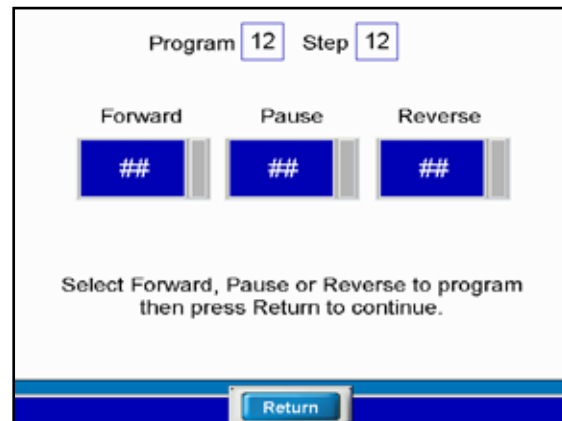 Program 12 Step 12
Forward Pause Reverse
## ## ##
Select Forward, Pause or Reverse to program
then press Return to continue.
Return